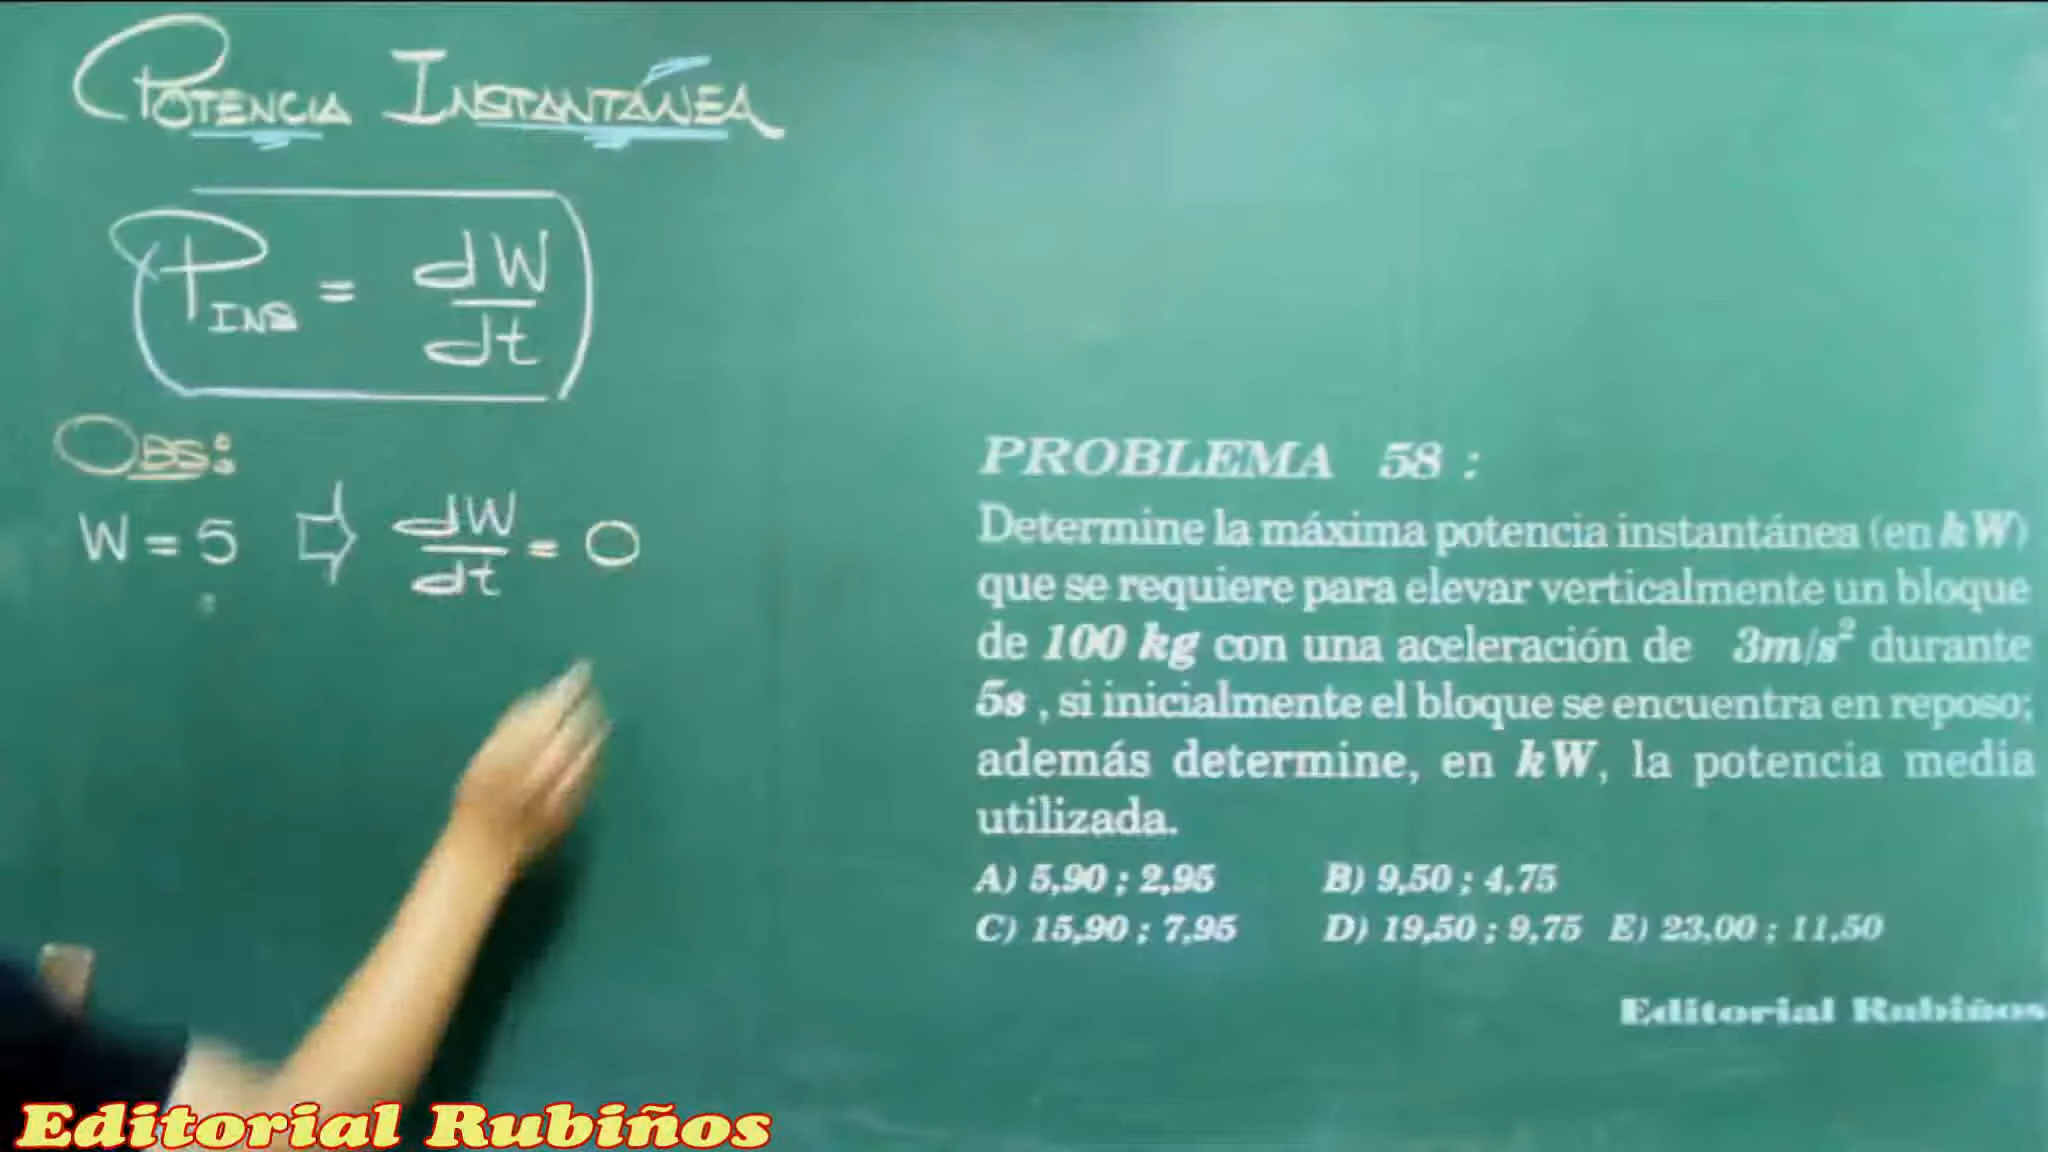 POTENCIA INSTANTÁNEA
P INS = dW/dt
OBS:
W = 5 ⇨ dW/dt = 0
PROBLEMA 58 :
Determine la máxima potencia instantánea (en kW)
que se requiere para elevar verticalmente un bloque
de 100 kg con una aceleración de 3m/s² durante
5s , si inicialmente el bloque se encuentra en reposo;
además determine, en kW, la potencia media
utilizada.
A) 5,90 ; 2,95 B) 9,50 ; 4,75
C) 15,90 ; 7,95 D) 19,50 ; 9,75 E) 23,00 ; 11,50
Editorial Rubiños
Editorial Rubiños